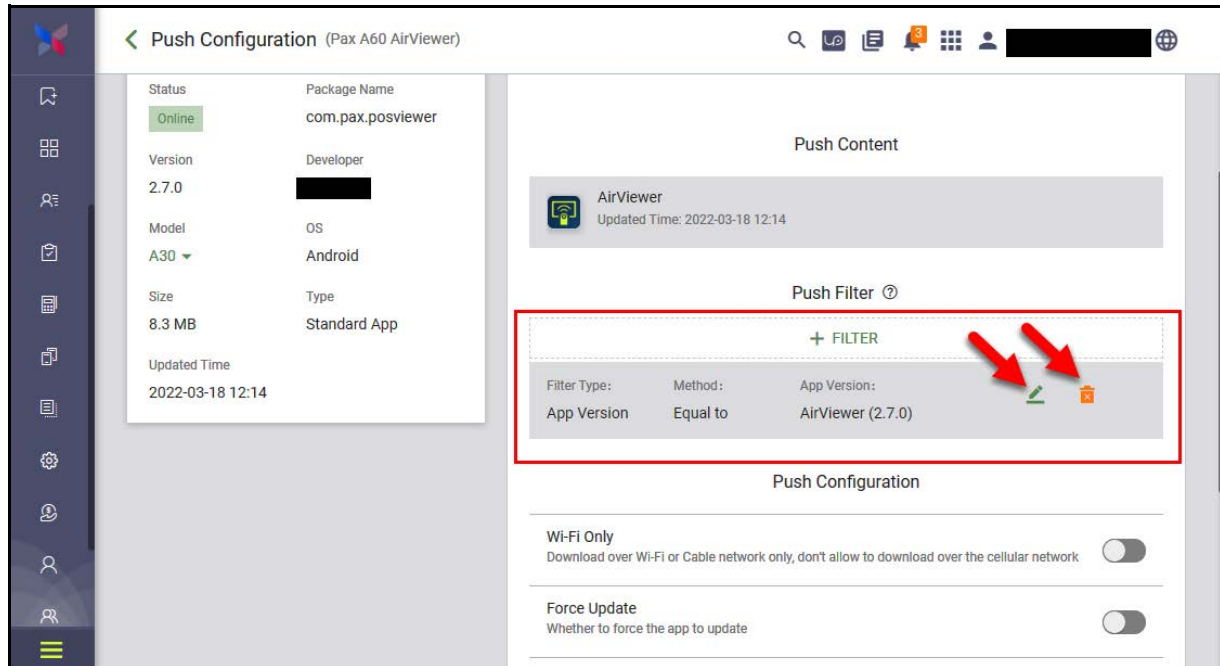 Push Configuration (Pax A60 AirViewer)
3
Status Package Name
Online com.pax.posviewer
Version Developer
2.7.0
Model OS
A30 Android
Size Type
8.3 MB Standard App
Updated Time
2022-03-18 12:14
Push Content
AirViewer
Updated Time: 2022-03-18 12:14
Push Filter
+ FILTER
Filter Type: Method: App Version:
App Version Equal to AirViewer (2.7.0)
Push Configuration
Wi-Fi Only
Download over Wi-Fi or Cable network only, don't allow to download over the cellular network
Force Update
Whether to force the app to update